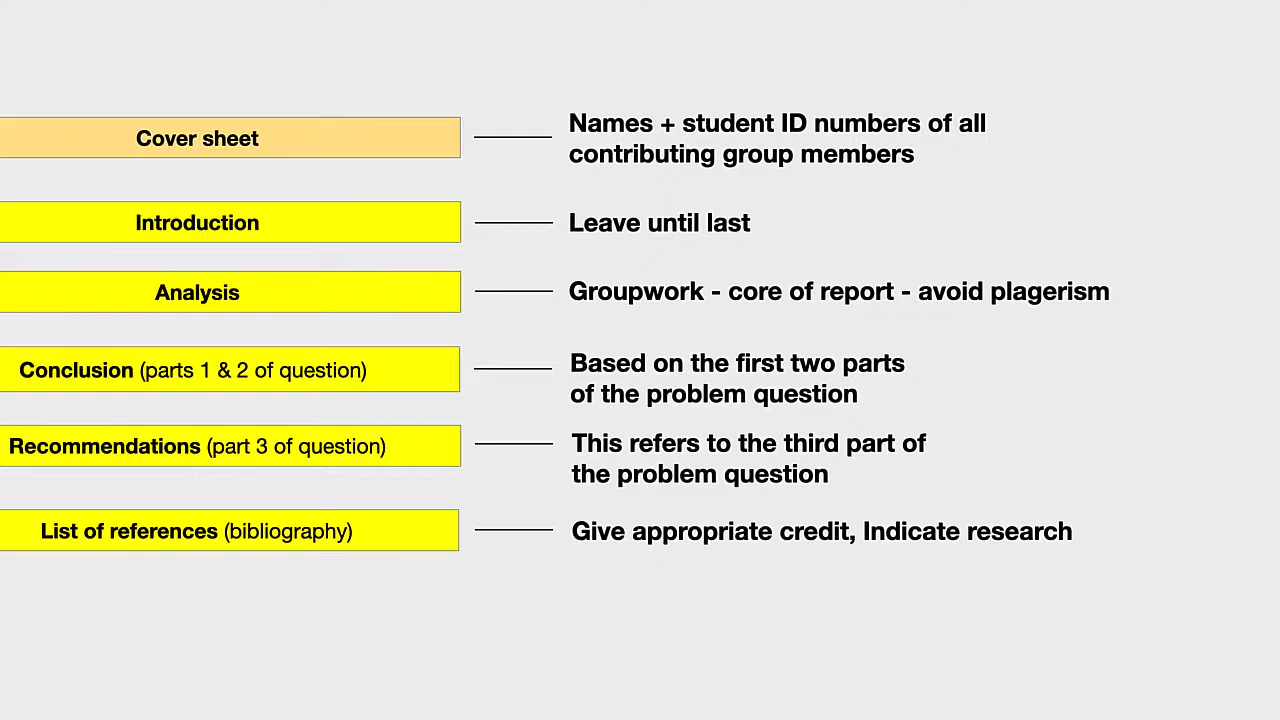 Cover sheet
Names + student ID numbers of all
contributing group members
Introduction
Leave until last
Analysis
Groupwork - core of report - avoid plagerism
Conclusion (parts 1 & 2 of question)
Based on the first two parts
of the problem question
Recommendations (part 3 of question)
This refers to the third part of
the problem question
List of references (bibliography)
Give appropriate credit, Indicate research